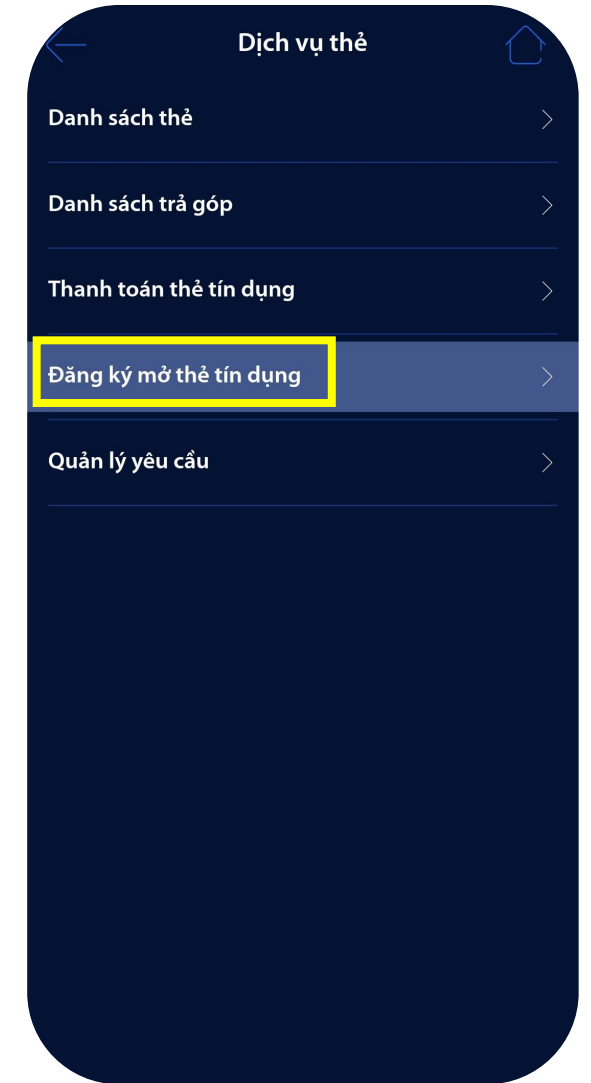 Dịch vụ thẻ
Danh sách thẻ
Danh sách trả góp
Thanh toán thẻ tín dụng
Đăng ký mở thẻ tín dụng
Quản lý yêu cầu